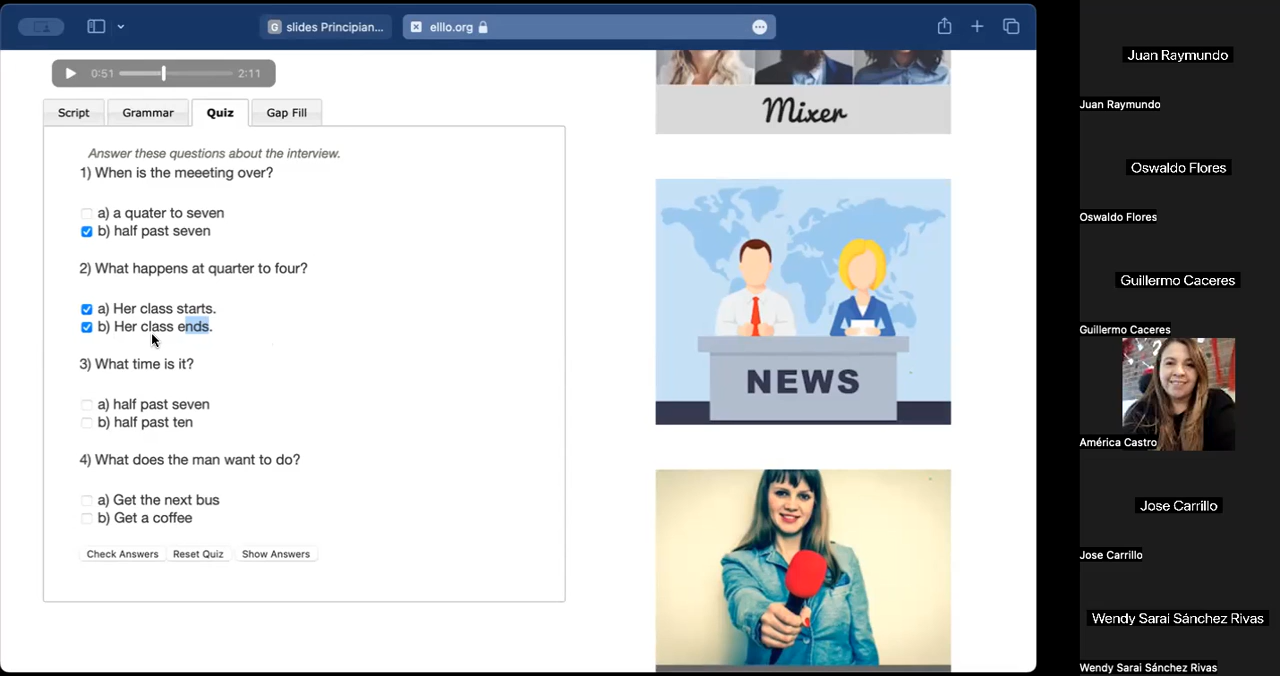 slides Principian...
elllo.org
0:51
2:11
Script
Grammar
Quiz
Gap Fill
Answer these questions about the interview.
1) When is the meeeting over?
a) a quater to seven
b) half past seven
2) What happens at quarter to four?
a) Her class starts.
b) Her class ends.
3) What time is it?
a) half past seven
b) half past ten
4) What does the man want to do?
a) Get the next bus
b) Get a coffee
Check Answers
Reset Quiz
Show Answers
Mixer
NEWS
Juan Raymundo
Juan Raymundo
Oswaldo Flores
Oswaldo Flores
Guillermo Caceres
Guillermo Caceres
América Castro
Jose Carrillo
Jose Carrillo
Wendy Sarai Sánchez Rivas
Wendy Sarai Sánchez Rivas